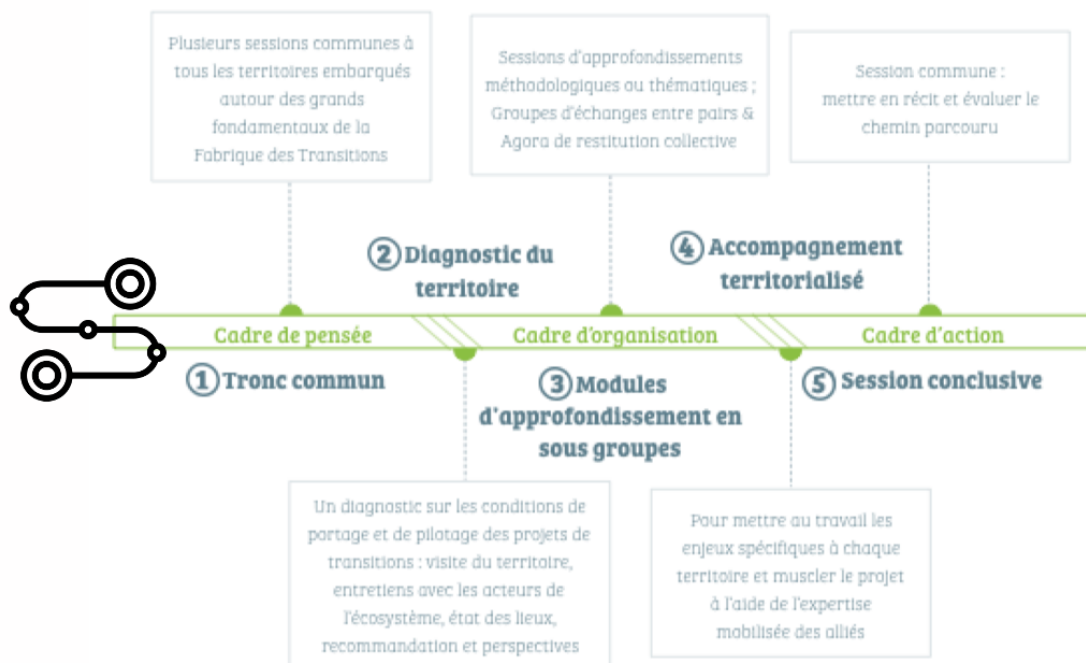 Plusieurs sessions communes à
tous les territoires embarqués
autour des grands
fondamentaux de la
Fabrique des Transitions
Sessions d'approfondissements
méthodologiques ou thématiques ;
Groupes d'échanges entre pairs &
Agora de restitution collective
Session commune :
mettre en récit et évaluer le
chemin parcouru
2 Diagnostic du
territoire
4 Accompagnement
territorialisé
Cadre de pensée
Cadre d'organisation
Cadre d'action
1 Tronc commun
3 Modules
d'approfondissement en
sous groupes
5 Session conclusive
Un diagnostic sur les conditions de
portage et de pilotage des projets de
transitions : visite du territoire,
entretiens avec les acteurs de
l'écosystème, état des lieux,
recommandation et perspectives
Pour mettre au travail les
enjeux spécifiques à chaque
territoire et muscler le projet
à l'aide de l'expertise
mobilisée des alliés